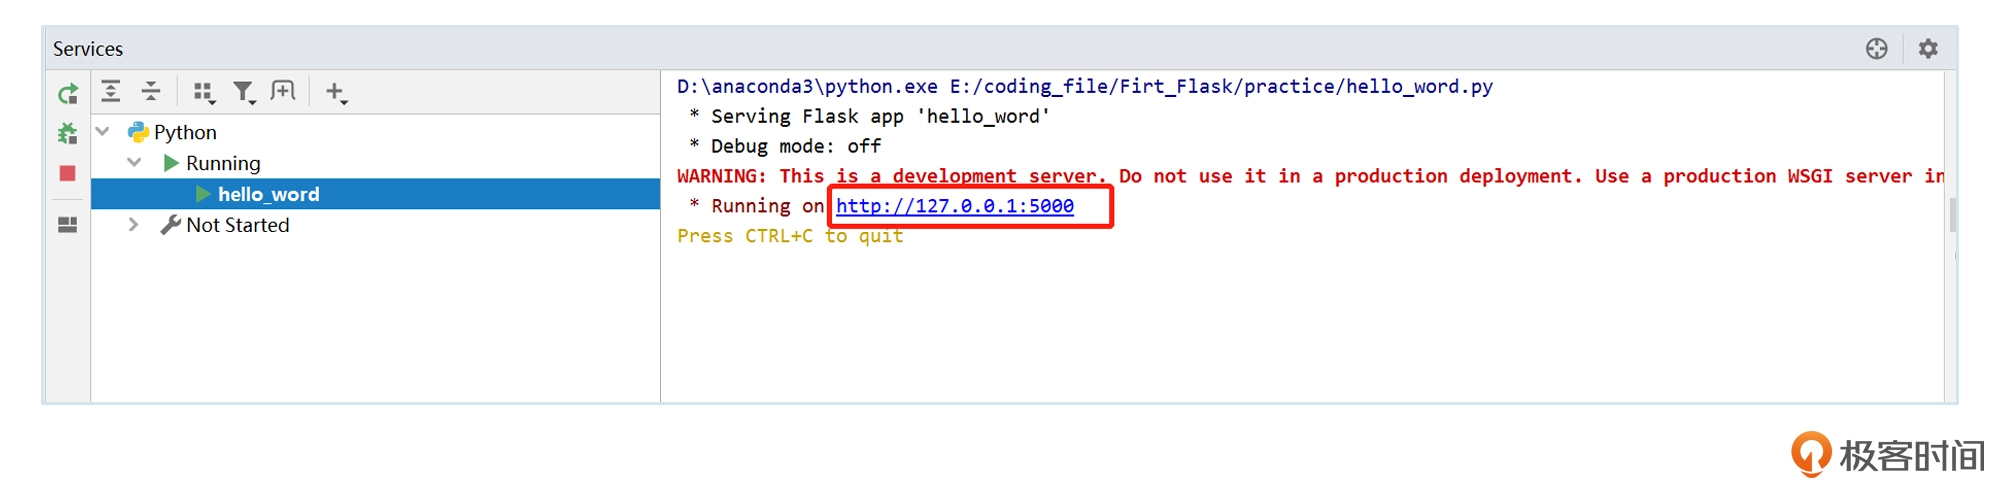 Services
Python
Running
hello_word
Not Started
D:\anaconda3\python.exe E:/coding_file/Firt_Flask/practice/hello_word.py
* Serving Flask app 'hello_word'
* Debug mode: off
WARNING: This is a development server. Do not use it in a production deployment. Use a production WSGI server in
* Running on http://127.0.0.1:5000
Press CTRL+C to quit
极客时间